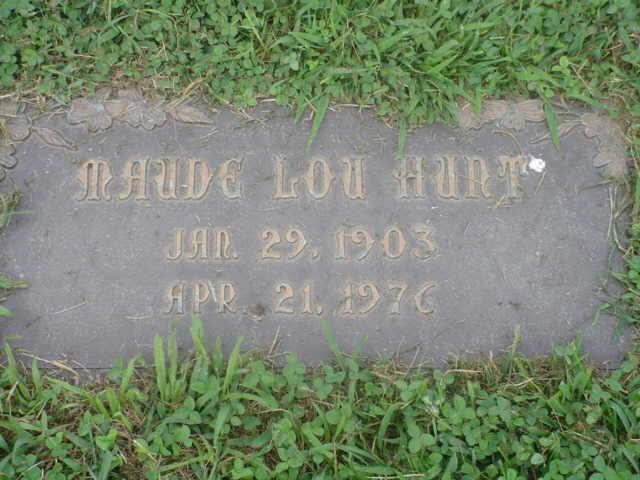 MAUDE LOU HUNT
JAN. 29, 1903
APR. 21, 1976